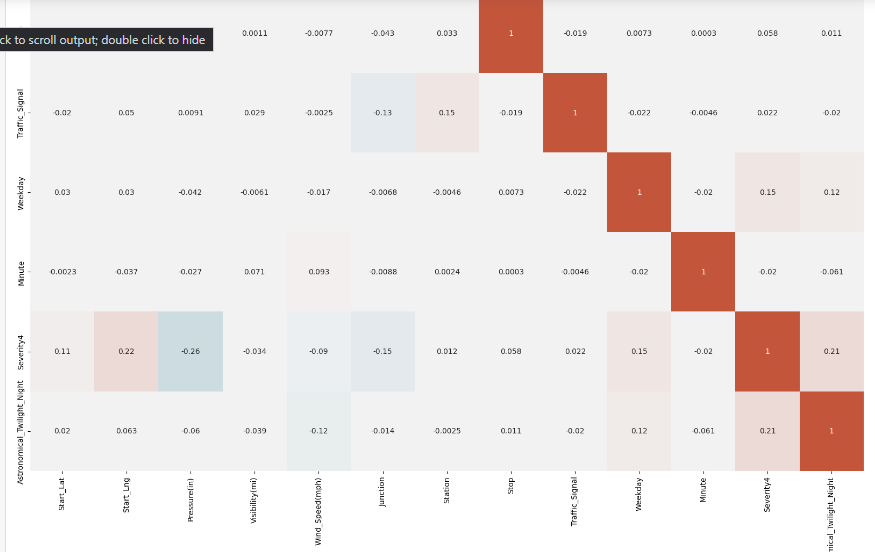 ck to scroll output; double click to hide
0.0011 -0.0077 -0.043 0.033 1 -0.019 0.0073 0.0003 0.058 0.011
Traffic_Signal -0.02 0.05 0.0091 0.029 -0.0025 -0.13 0.15 -0.019 1 -0.022 -0.0046 0.022 -0.02
Weekday 0.03 0.03 -0.042 -0.0061 -0.017 -0.0068 -0.0046 0.0073 -0.022 1 -0.02 0.15 0.12
Minute -0.0023 -0.037 -0.027 0.071 0.093 -0.0088 0.0024 0.0003 -0.0046 -0.02 1 -0.02 -0.061
Severity4 0.11 0.22 -0.26 -0.034 -0.09 -0.15 0.012 0.058 0.022 0.15 -0.02 1 0.21
Astronomical_Twilight_Night 0.02 0.063 -0.06 -0.039 -0.12 -0.014 -0.0025 0.011 -0.02 0.12 -0.061 0.21 1
Start_Lat Start_Lng Pressure(in) Visibility(mi) Wind_Speed(mph) Junction Station Stop Traffic_Signal Weekday Minute Severity4 mical_Twilight_Night